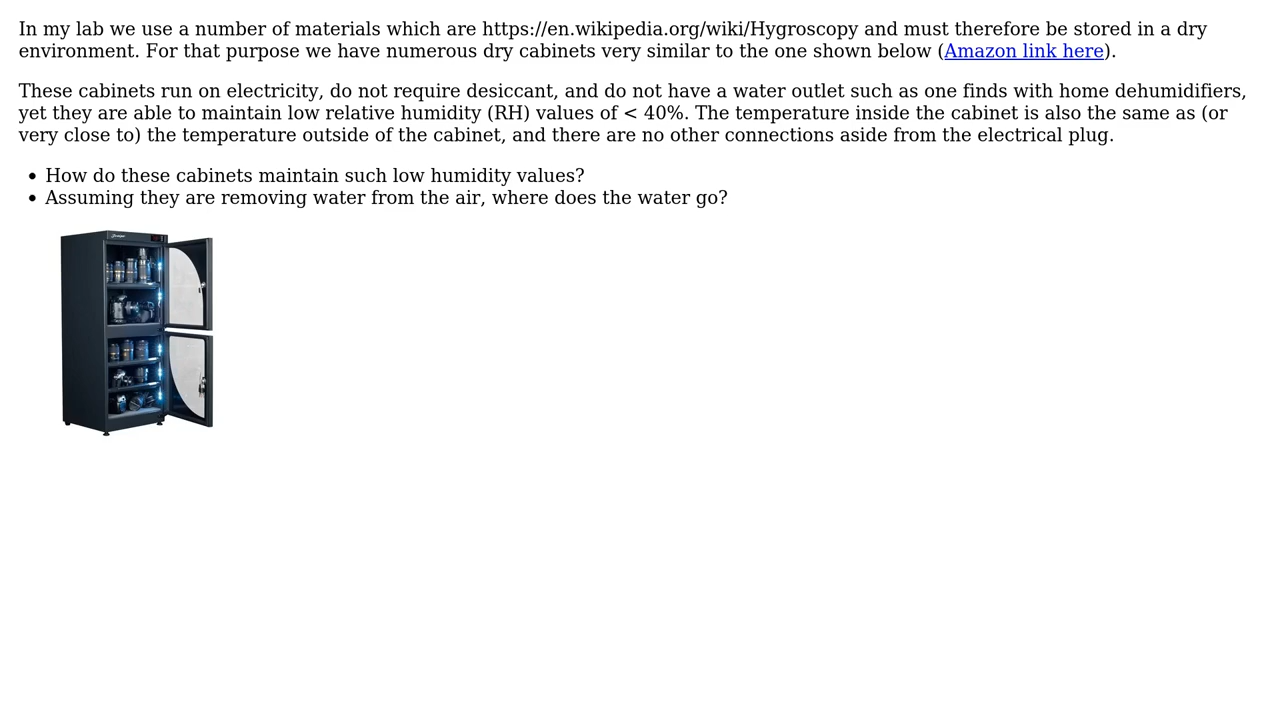 In my lab we use a number of materials which are https://en.wikipedia.org/wiki/Hygroscopy and must therefore be stored in a dry
environment. For that purpose we have numerous dry cabinets very similar to the one shown below (Amazon link here).
These cabinets run on electricity, do not require desiccant, and do not have a water outlet such as one finds with home dehumidifiers,
yet they are able to maintain low relative humidity (RH) values of < 40%. The temperature inside the cabinet is also the same as (or
very close to) the temperature outside of the cabinet, and there are no other connections aside from the electrical plug.
• How do these cabinets maintain such low humidity values?
• Assuming they are removing water from the air, where does the water go?